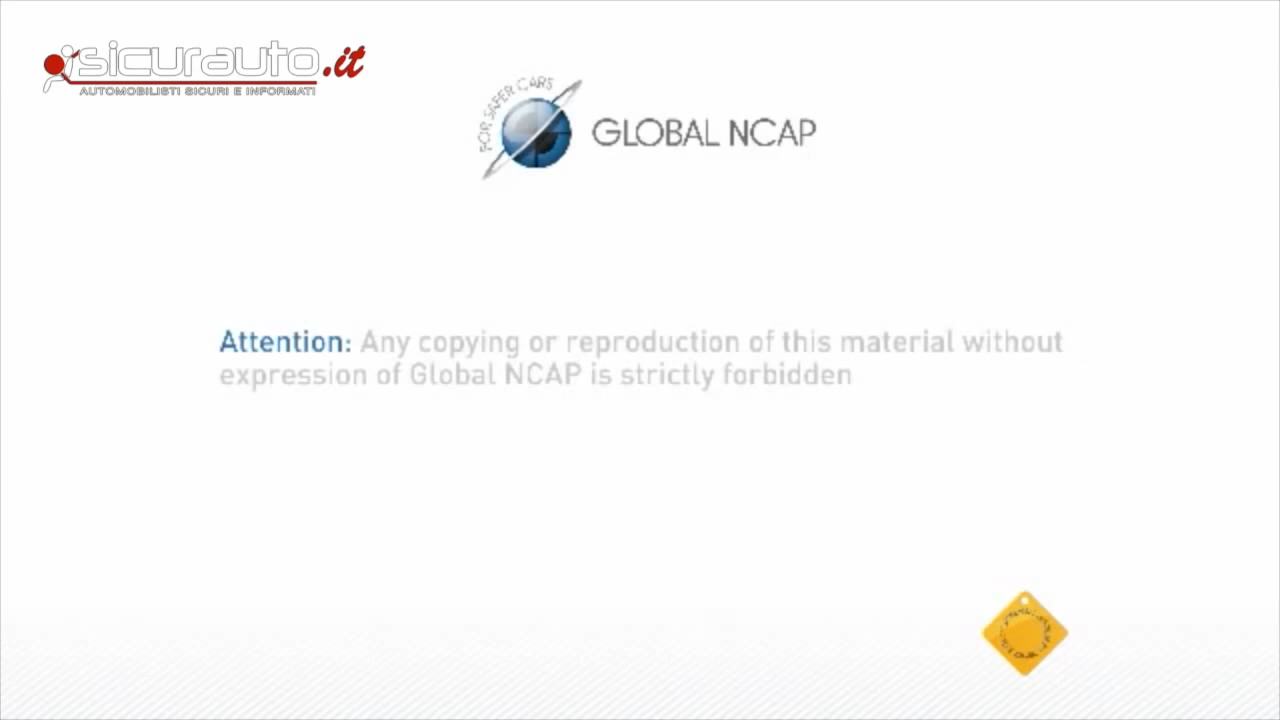 sicurauto.it
AUTOMOBILISTI SICURI E INFORMATI
FOR SAFER CARS
GLOBAL NCAP
Attention: Any copying or reproduction of this material without
expression of Global NCAP is strictly forbidden